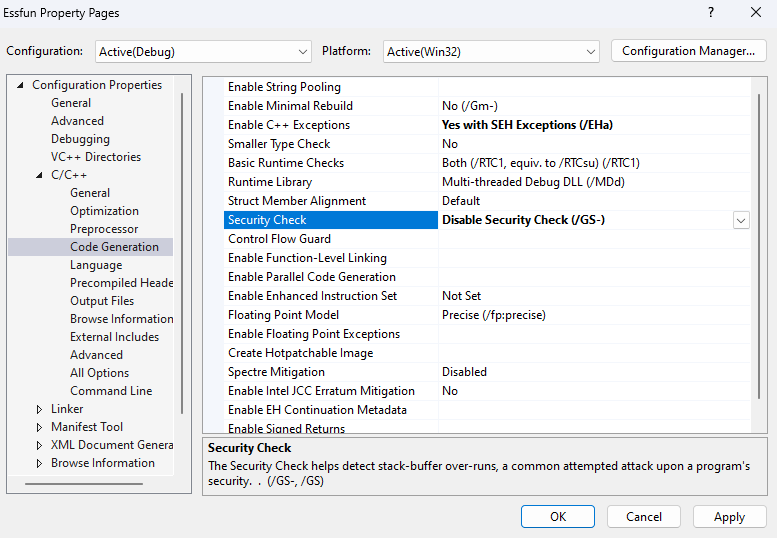 Essfun Property Pages
?
Configuration: Active(Debug) Platform: Active(Win32) Configuration Manager...
Configuration Properties
General
Advanced
Debugging
VC++ Directories
C/C++
General
Optimization
Preprocessor
Code Generation
Language
Precompiled Heade
Output Files
Browse Information
External Includes
Advanced
All Options
Command Line
Linker
Manifest Tool
XML Document Genera
Browse Information
Enable String Pooling
Enable Minimal Rebuild No (/Gm-)
Enable C++ Exceptions Yes with SEH Exceptions (/EHa)
Smaller Type Check No
Basic Runtime Checks Both (/RTC1, equiv. to /RTCsu) (/RTC1)
Runtime Library Multi-threaded Debug DLL (/MDd)
Struct Member Alignment Default
Security Check Disable Security Check (/GS-)
Control Flow Guard
Enable Function-Level Linking
Enable Parallel Code Generation
Enable Enhanced Instruction Set Not Set
Floating Point Model Precise (/fp:precise)
Enable Floating Point Exceptions
Create Hotpatchable Image
Spectre Mitigation Disabled
Enable Intel JCC Erratum Mitigation No
Enable EH Continuation Metadata
Enable Signed Returns
Security Check
The Security Check helps detect stack-buffer over-runs, a common attempted attack upon a program's
security. . (/GS-, /GS)
OK Cancel Apply